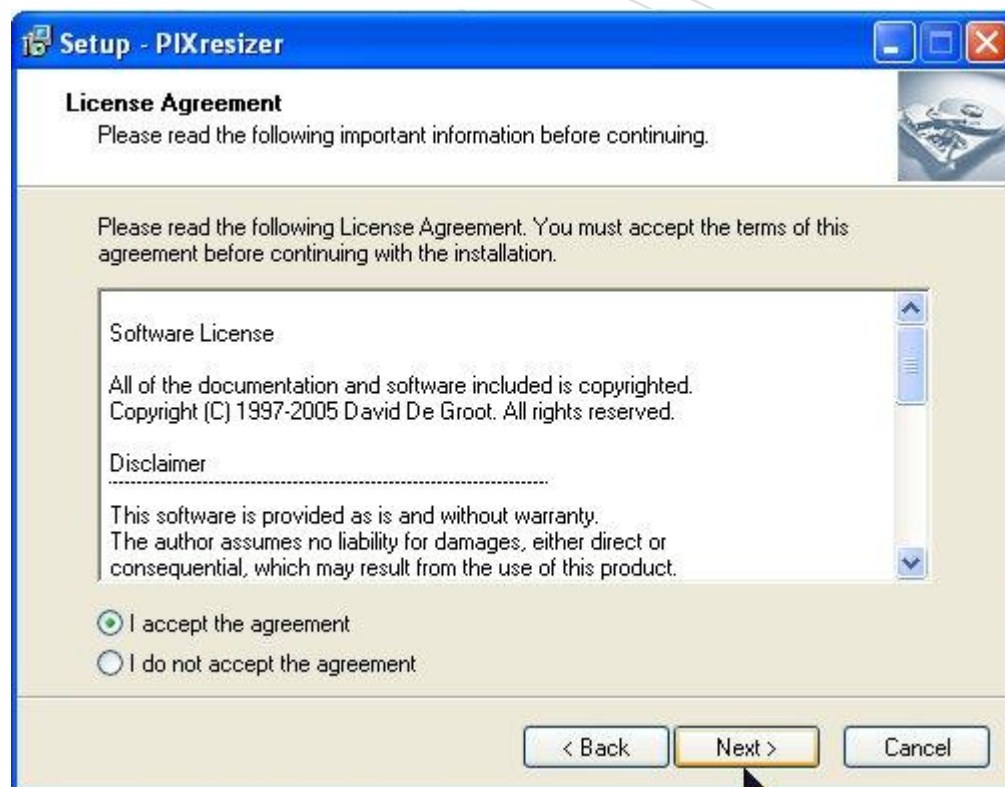 Setup - PIXresizer
License Agreement
Please read the following important information before continuing.
Please read the following License Agreement. You must accept the terms of this
agreement before continuing with the installation.
Software License
All of the documentation and software included is copyrighted.
Copyright (C) 1997-2005 David De Groot. All rights reserved.
Disclaimer
This software is provided as is and without warranty.
The author assumes no liability for damages, either direct or
consequential, which may result from the use of this product.
I accept the agreement
I do not accept the agreement
< Back Next > Cancel